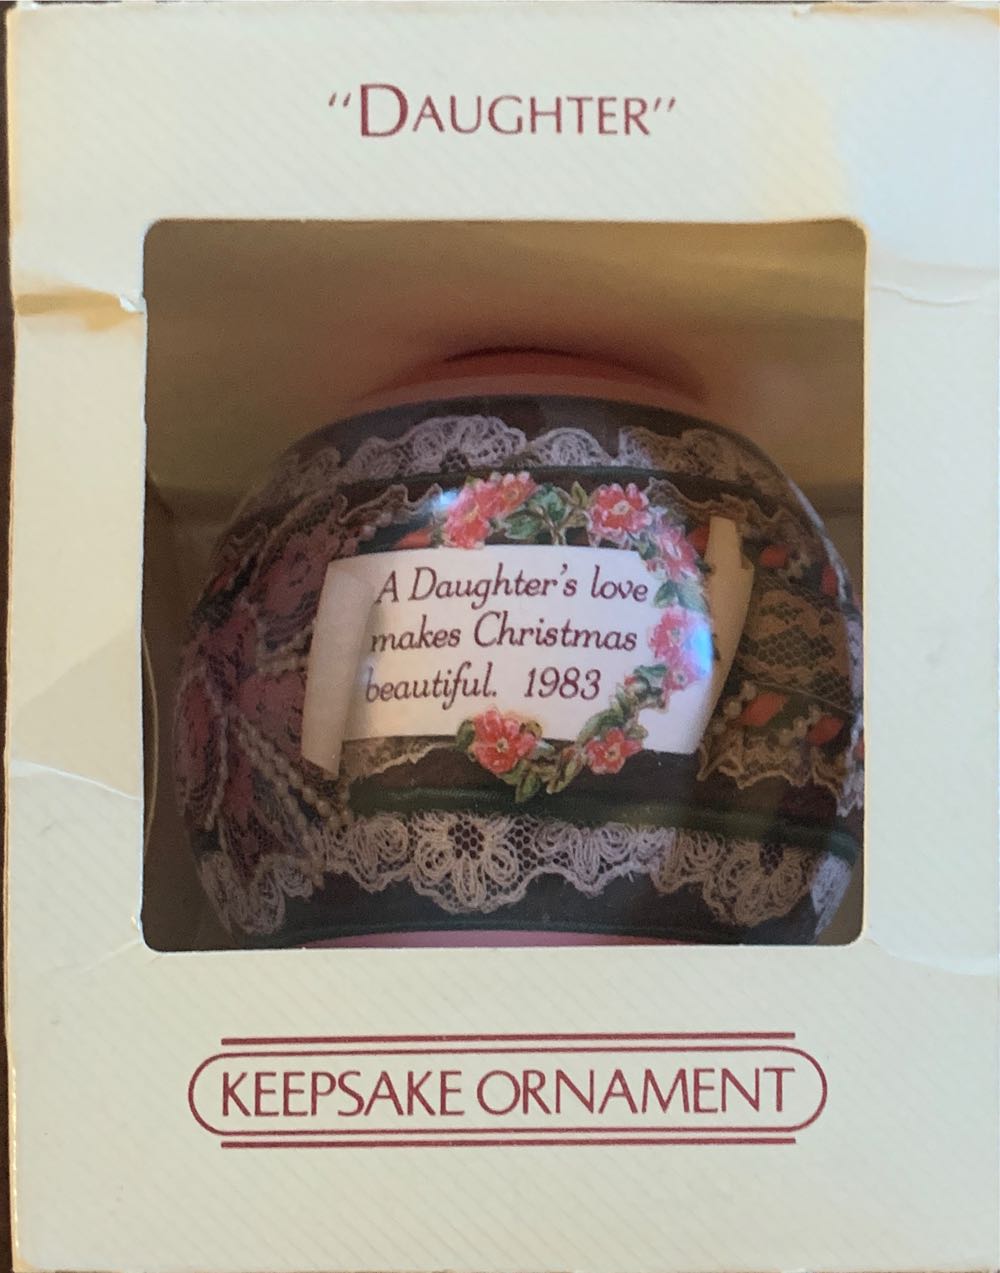 "DAUGHTER"
A Daughter's love
makes Christmas
beautiful. 1983
KEEPSAKE ORNAMENT